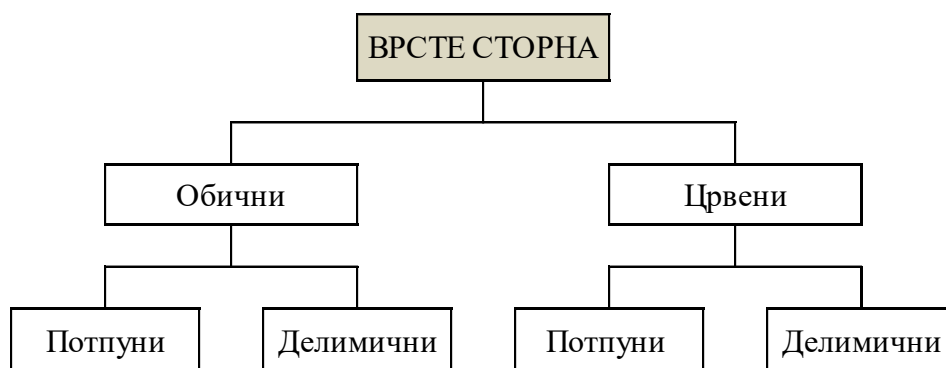 ВРСТЕ СТОРНА
Обични
Црвени
Потпуни
Делимични
Потпуни
Делимични